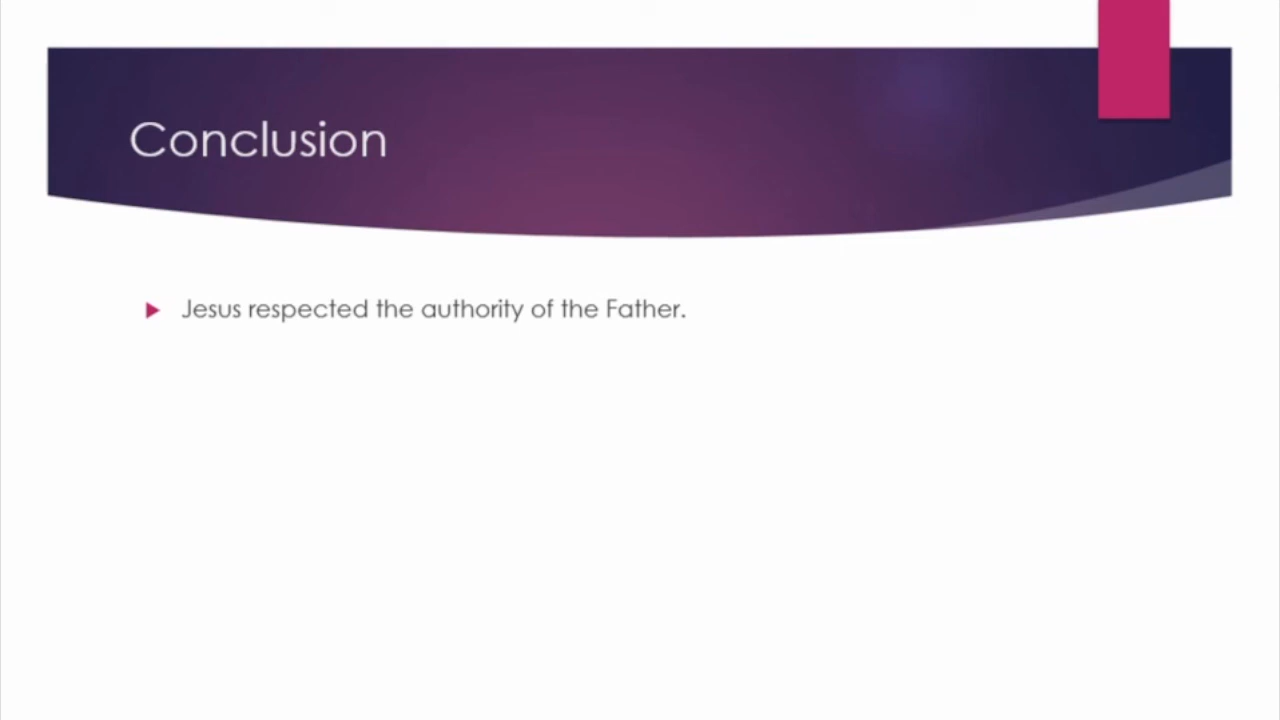 Conclusion
Jesus respected the authority of the Father.